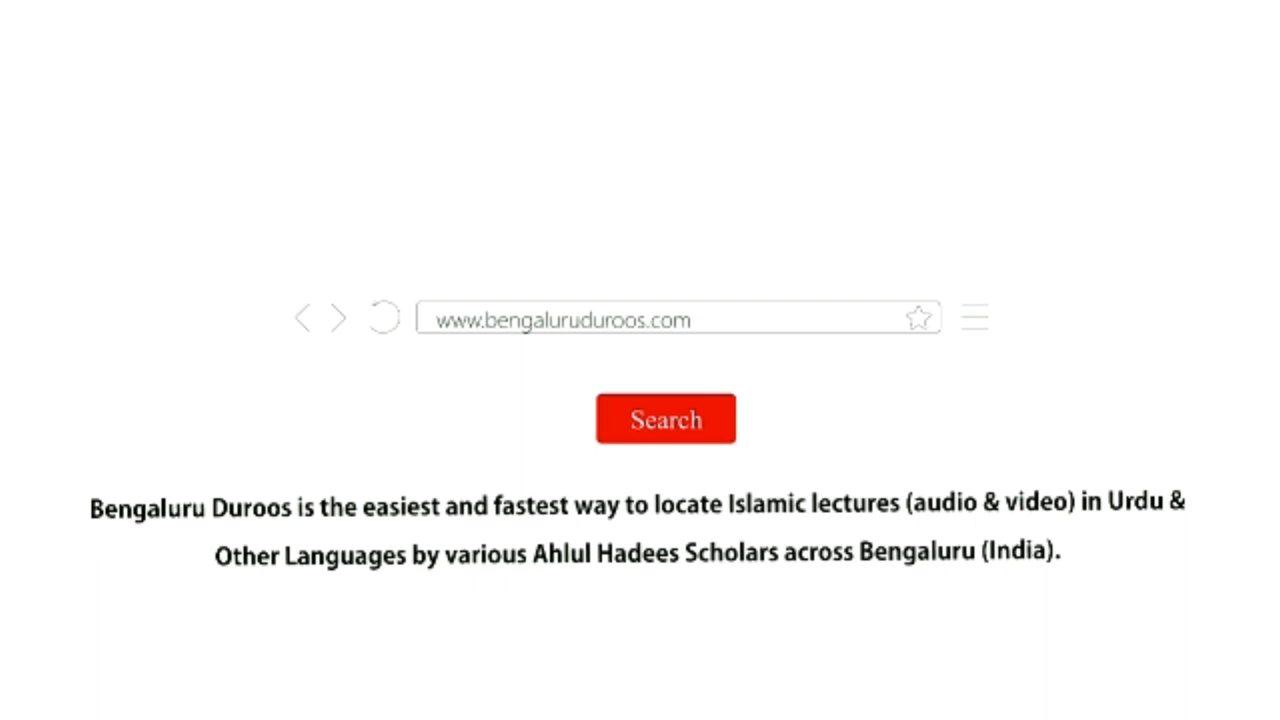 www.bengaluruduroos.com
Search
Bengaluru Duroos is the easiest and fastest way to locate Islamic lectures (audio & video) in Urdu &
Other Languages by various Ahlul Hadees Scholars across Bengaluru (India).